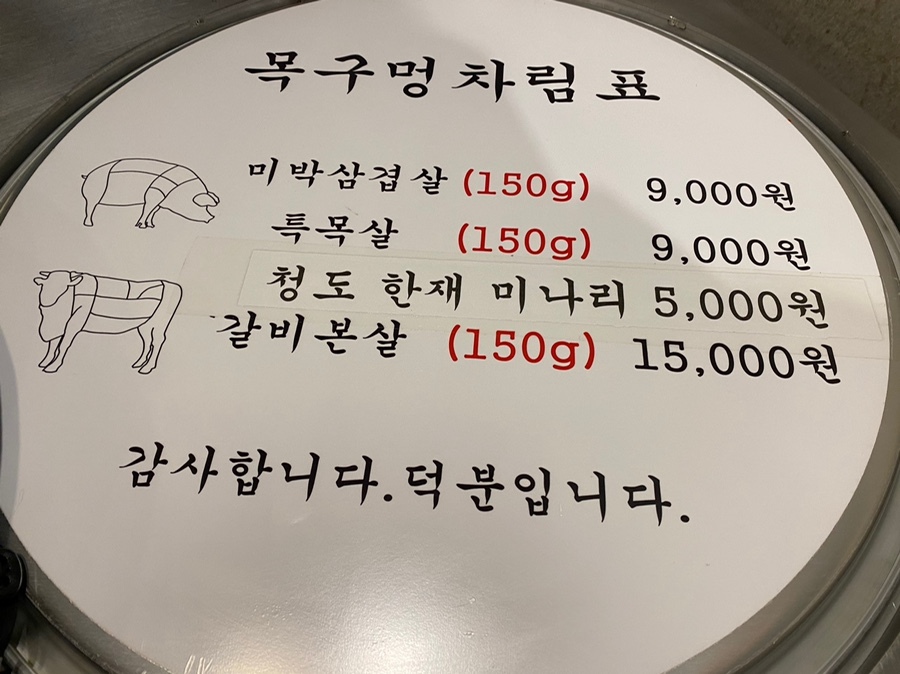 목구멍 차림표
미박삼겹살 (150g) 9,000원
특목살 (150g) 9,000원
청도 한재 미나리 5,000원
갈비본살 (150g) 15,000원
감사합니다.덕분입니다.